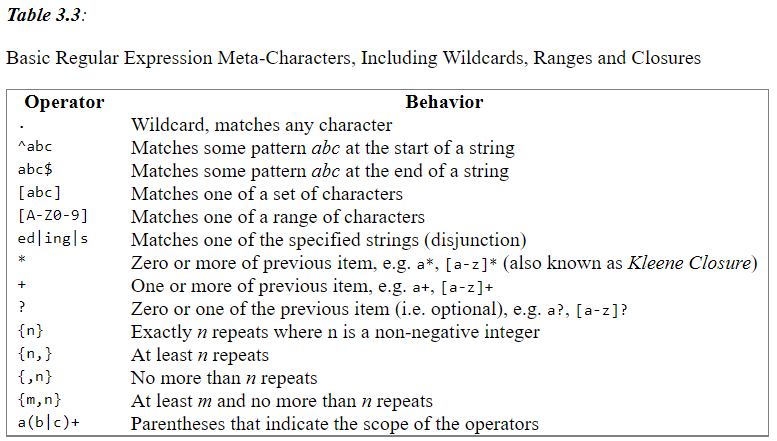 Table 3.3:
Basic Regular Expression Meta-Characters, Including Wildcards, Ranges and Closures
Operator Behavior
. Wildcard, matches any character
^abc Matches some pattern abc at the start of a string
abc$ Matches some pattern abc at the end of a string
[abc] Matches one of a set of characters
[A-Z0-9] Matches one of a range of characters
ed|ing|s Matches one of the specified strings (disjunction)
* Zero or more of previous item, e.g. a*, [a-z]* (also known as Kleene Closure)
+ One or more of previous item, e.g. a+, [a-z]+
? Zero or one of the previous item (i.e. optional), e.g. a?, [a-z]?
{n} Exactly n repeats where n is a non-negative integer
{n,} At least n repeats
{,n} No more than n repeats
{m,n} At least m and no more than n repeats
a(b|c)+ Parentheses that indicate the scope of the operators